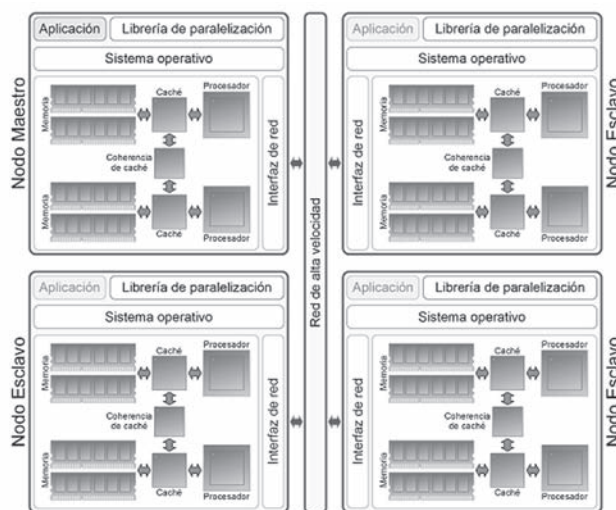 Aplicación
Librería de paralelización
Sistema operativo
Nodo Maestro
Memoria
Caché
Procesador
Coherencia
de caché
Memoria
Caché
Procesador
Interfaz de red
Red de alta velocidad
Aplicación
Librería de paralelización
Sistema operativo
Interfaz de red
Memoria
Caché
Procesador
Coherencia
de caché
Memoria
Caché
Procesador
Nodo Esclavo
Aplicación
Librería de paralelización
Sistema operativo
Nodo Esclavo
Memoria
Caché
Procesador
Coherencia
de caché
Memoria
Caché
Procesador
Interfaz de red
Aplicación
Librería de paralelización
Sistema operativo
Interfaz de red
Memoria
Caché
Procesador
Coherencia
de caché
Memoria
Caché
Procesador
Nodo Esclavo